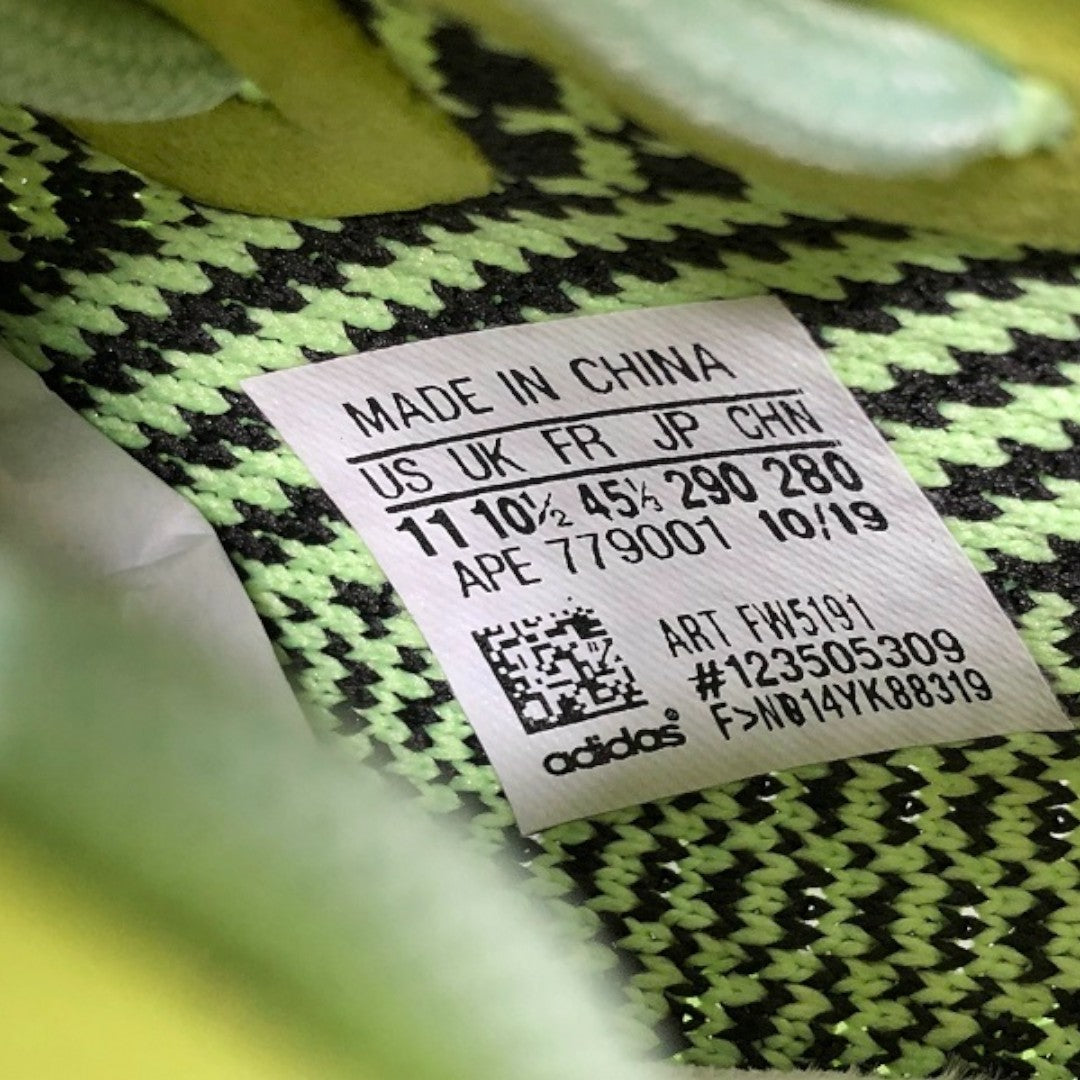 MADE IN CHINA
US UK FR JP CHN
11 10½ 45⅓ 290 280
APE 779001 10/19
ART FW5191
#123505309
F>N014YK88319
adidas®